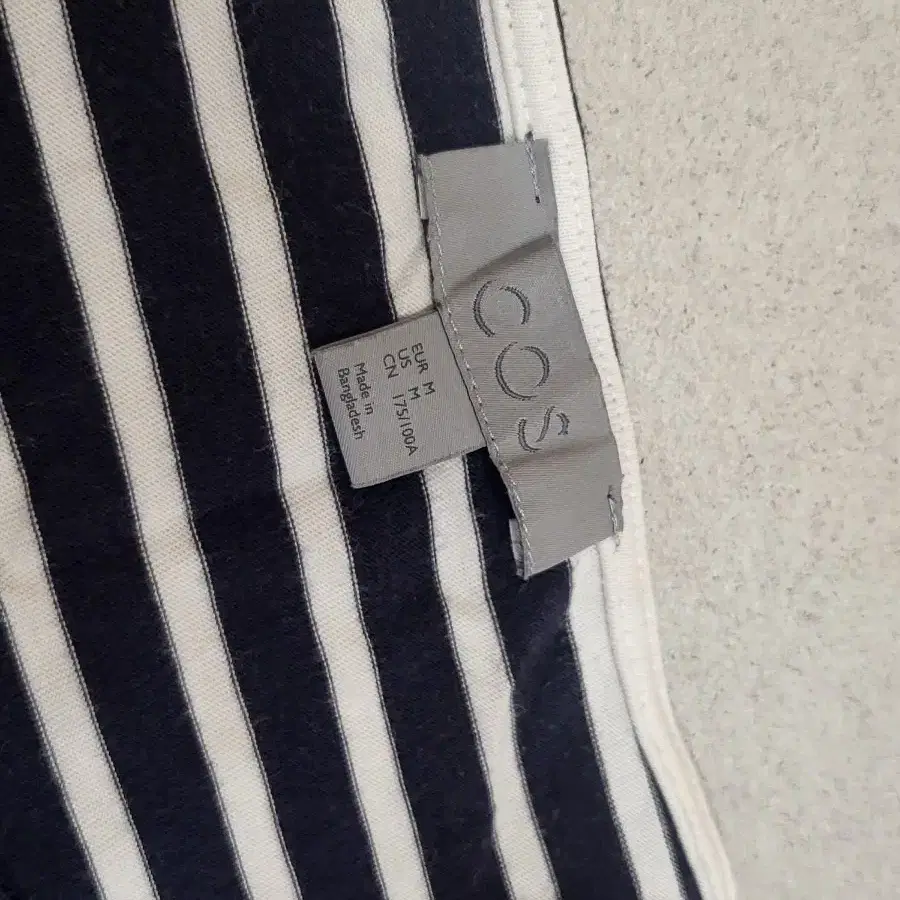 COS
EUR M
US M
CN 175/100A
Made in
Bangladesh